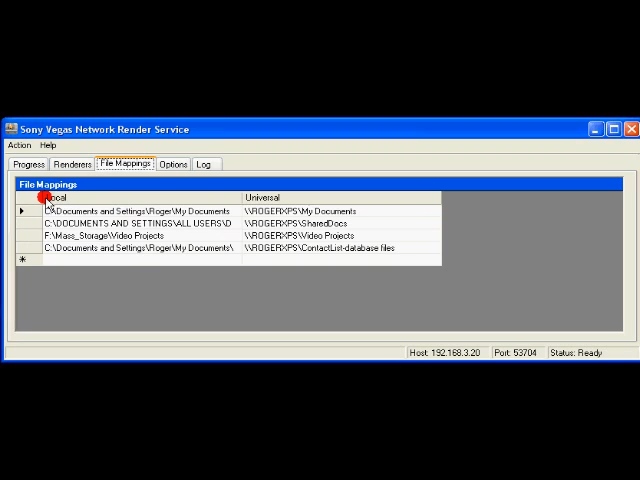 Sony Vegas Network Render Service
Action Help
Progress Renderers File Mappings Options Log
File Mappings
Local Universal
C:\Documents and Settings\Roger\My Documents \\ROGERXPS\My Documents
C:\DOCUMENTS AND SETTINGS\ALL USERS\D \\ROGERXPS\SharedDocs
F:\Mass_Storage\Video Projects \\ROGERXPS\Video Projects
C:\Documents and Settings\Roger\My Documents\ \\ROGERXPS\ContactList-database files
Host: 192.168.3.20 Port: 53704 Status: Ready